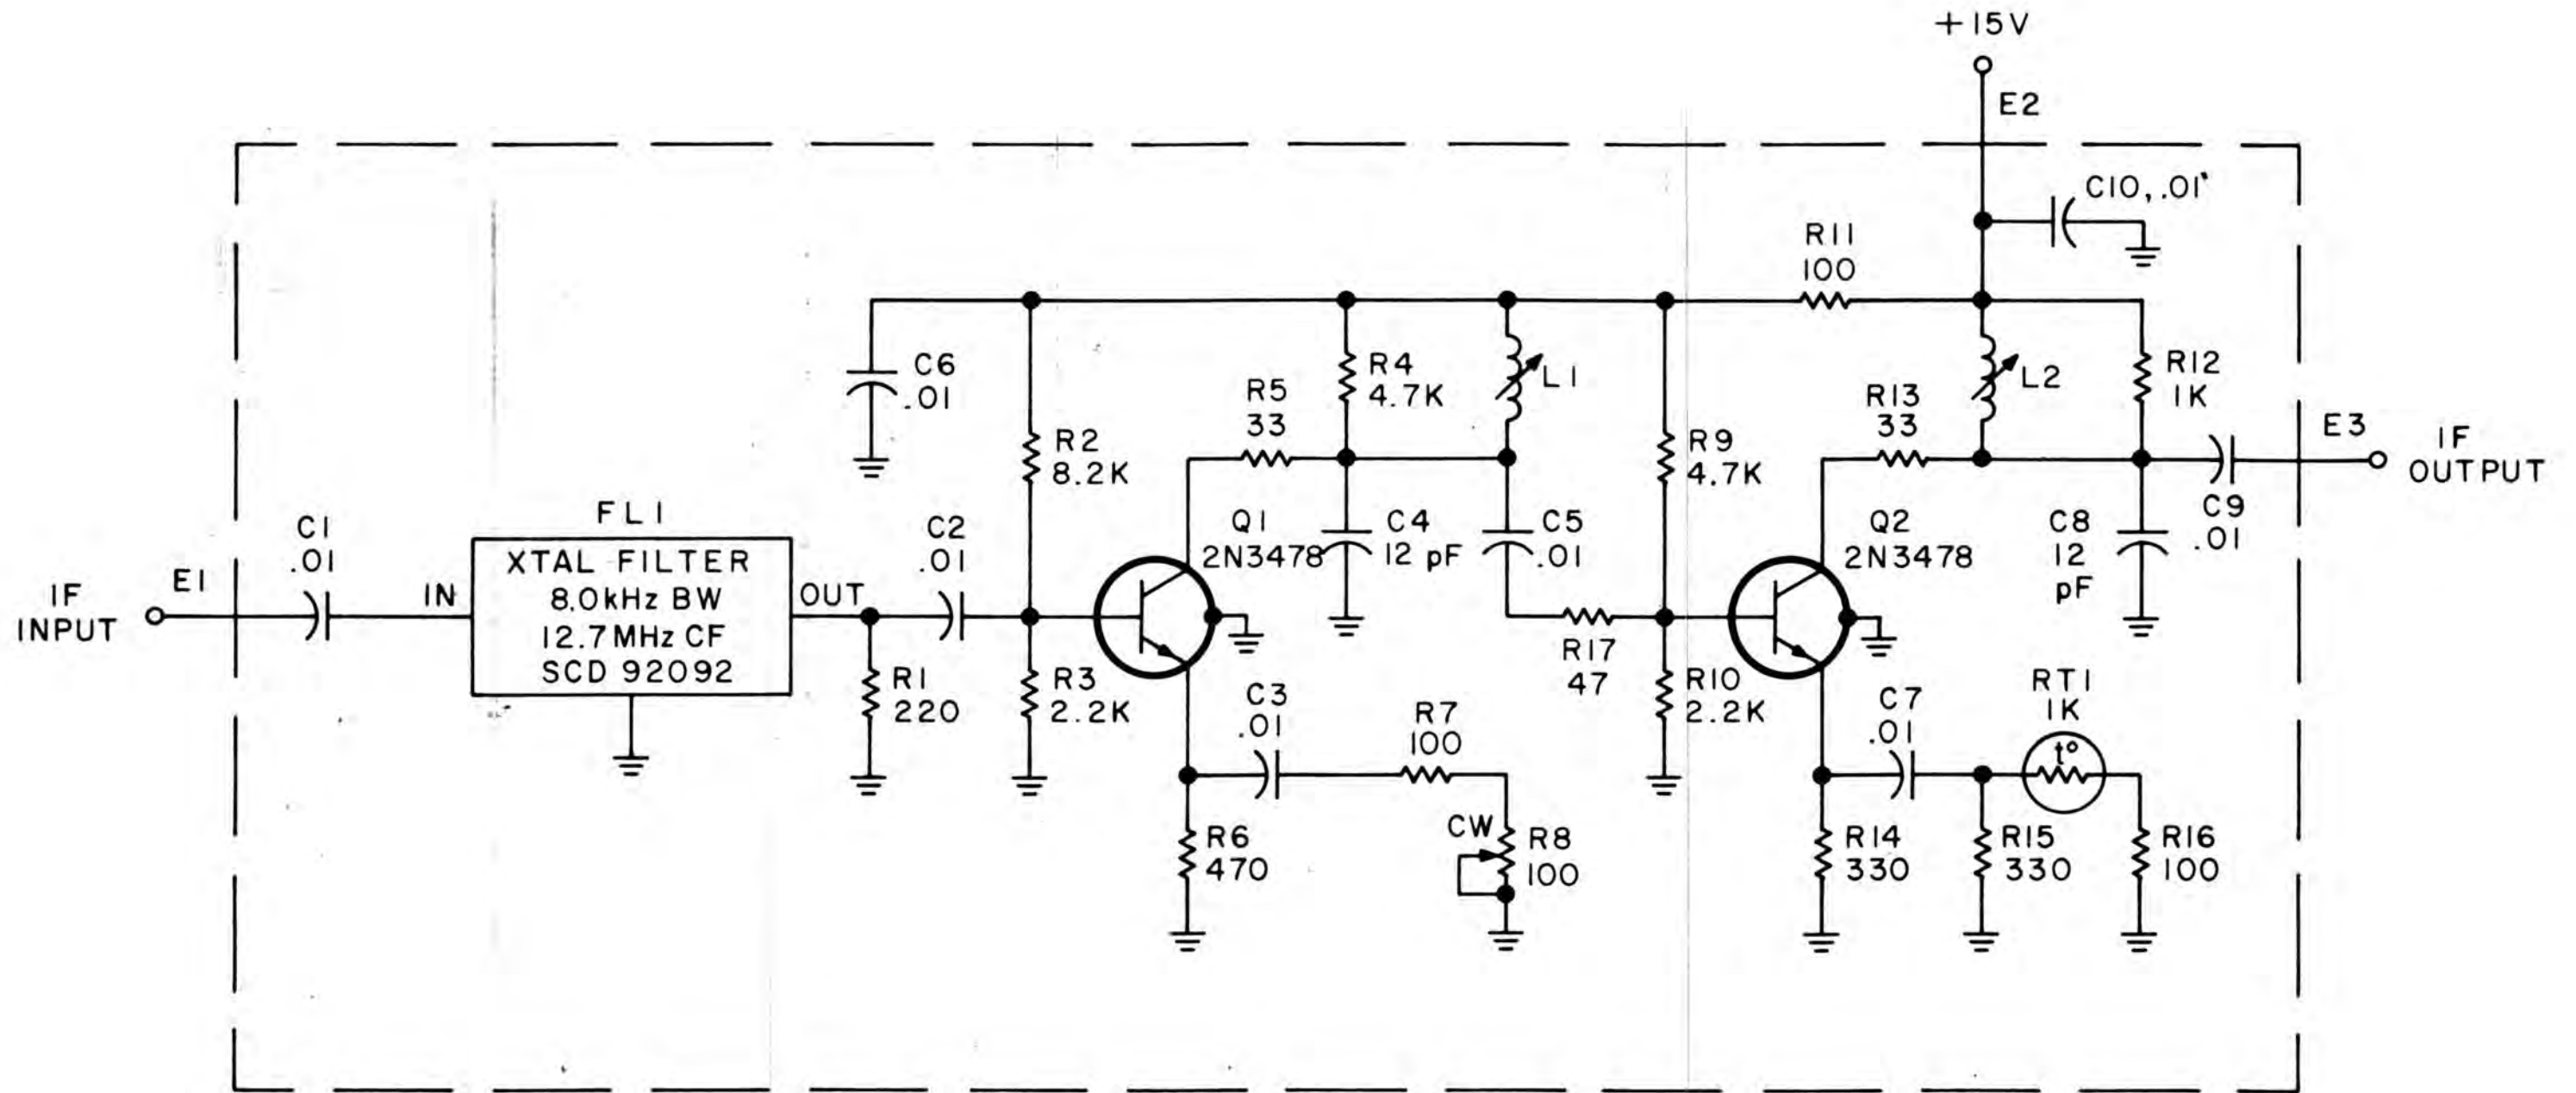 +15V
E2
C10, .01
R11
100
C6
.01
R4
4.7K
L1
R5
33
R2
8.2K
R9
4.7K
R13
33
L2
R12
1K
E3
IF
OUTPUT
C9
.01
FL1
XTAL FILTER
8.0kHz BW
12.7MHz CF
SCD 92092
IN
OUT
C1
.01
E1
IF
INPUT
C2
.01
Q1
2N3478
C4
12 pF
C5
.01
Q2
2N3478
C8
12
pF
R1
220
R3
2.2K
R17
47
R10
2.2K
C3
.01
R7
100
C7
.01
RT1
1K
t°
R6
470
CW
R8
100
R14
330
R15
330
R16
100